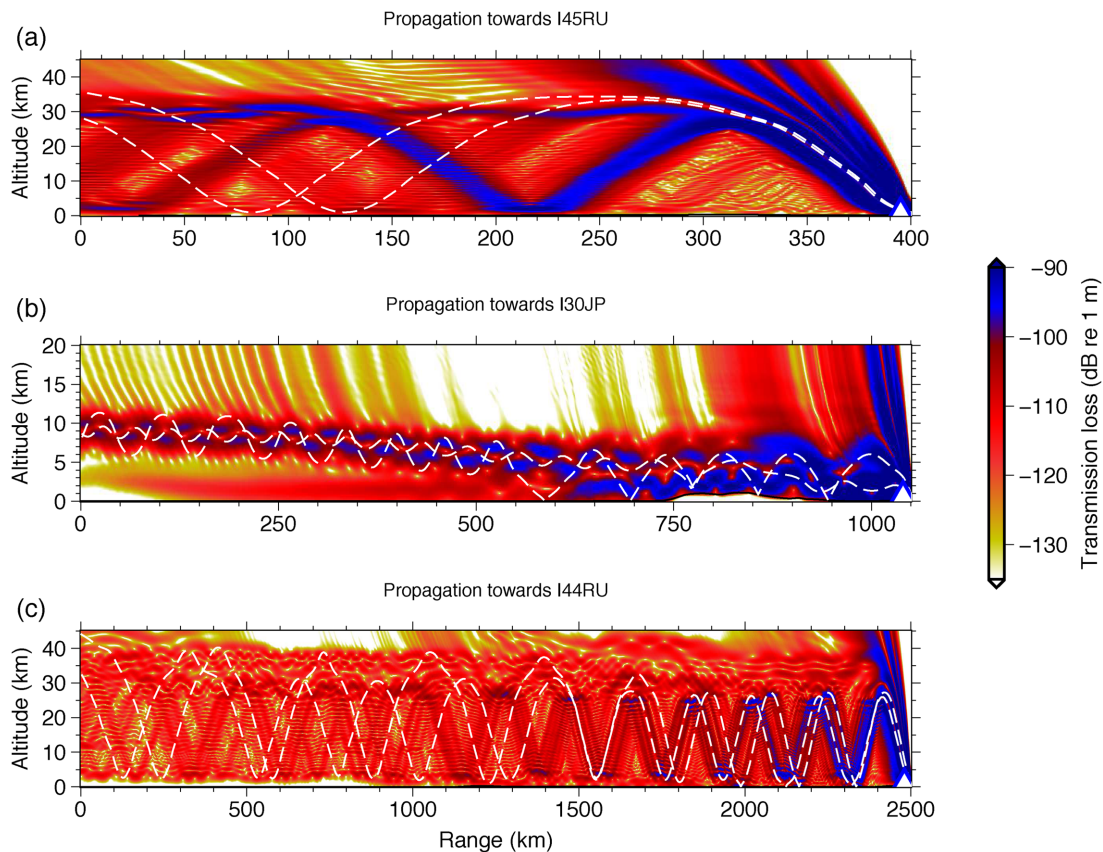 Propagation towards I45RU
(a)
40
30
20
10
0
Altitude (km)
0 50 100 150 200 250 300 350 400
Propagation towards I30JP
(b)
20
15
10
5
0
Altitude (km)
0 250 500 750 1000
Propagation towards I44RU
(c)
40
30
20
10
0
Altitude (km)
0 500 1000 1500 2000 2500
Range (km)
−90
−100
−110
−120
−130
Transmission loss (dB re 1 m)